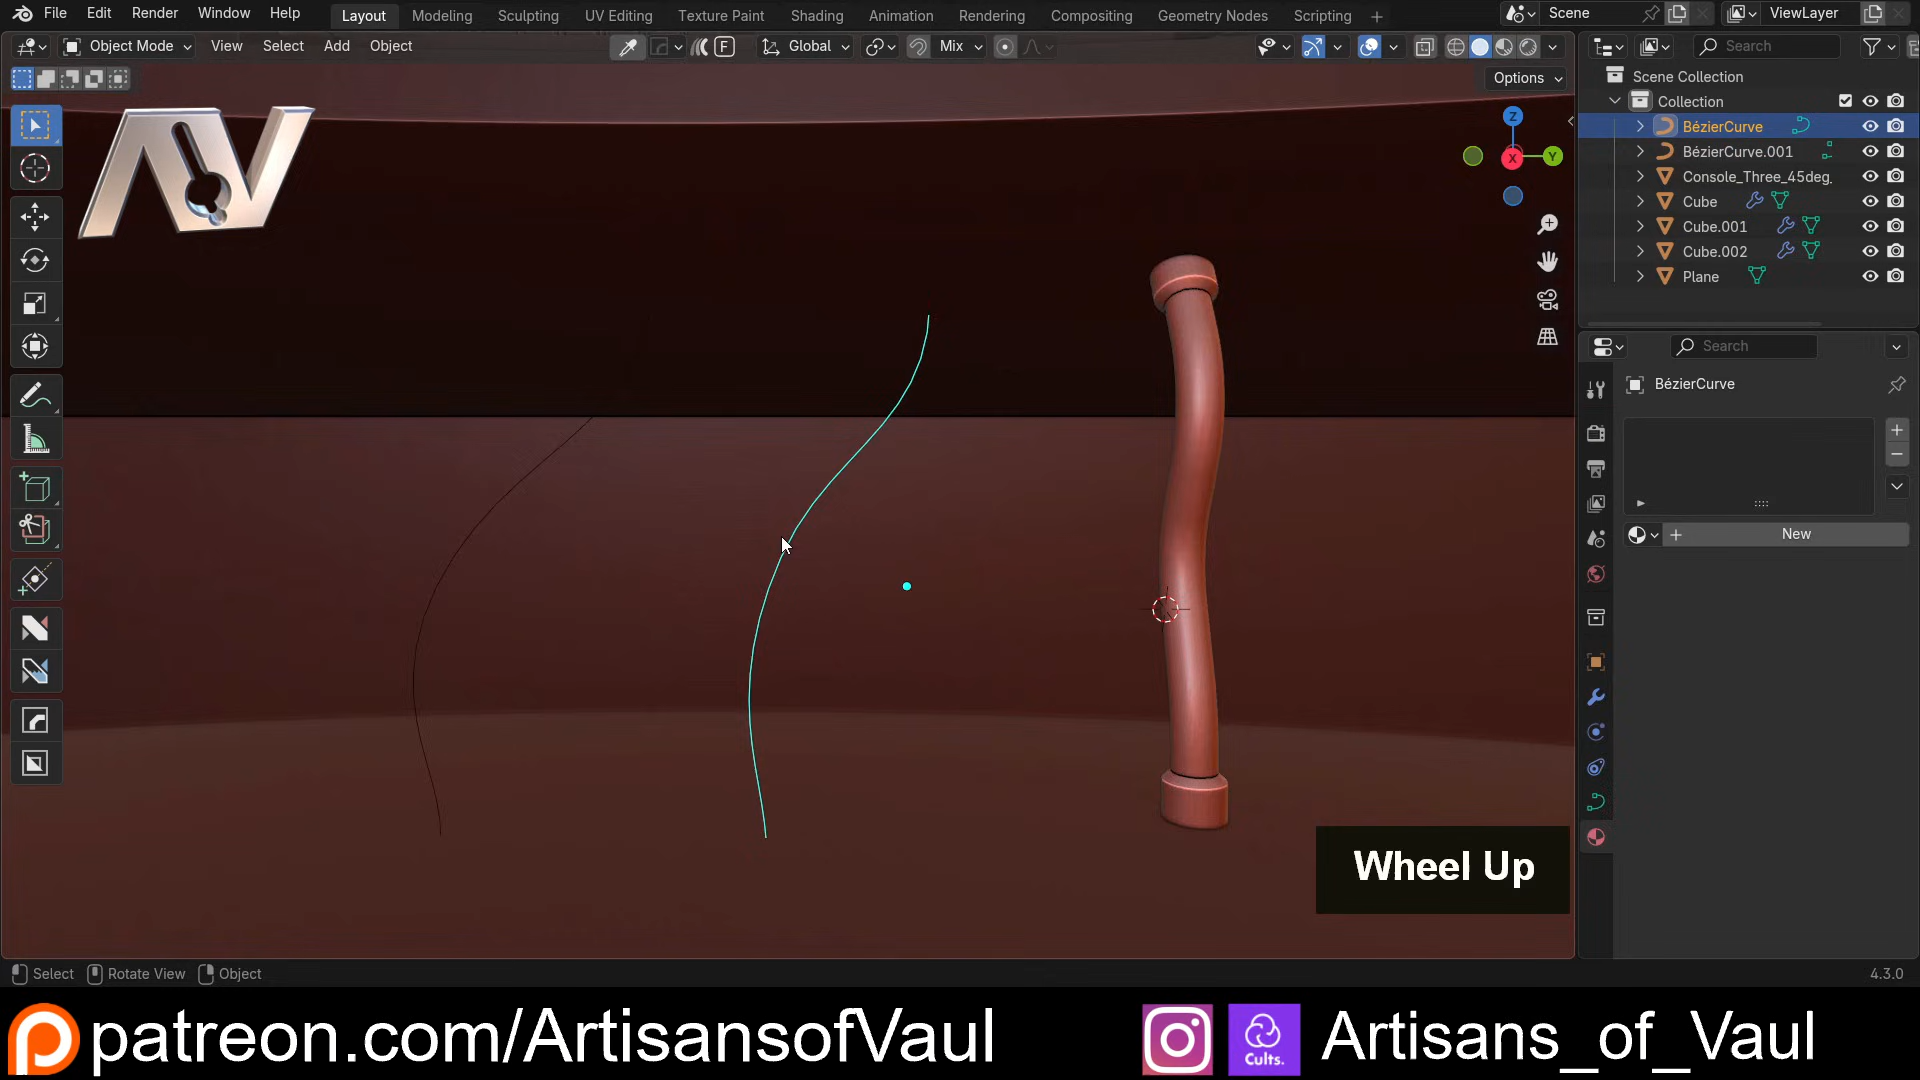 File Edit Render Window Help
Layout Modeling Sculpting UV Editing Texture Paint Shading Animation Rendering Compositing Geometry Nodes Scripting +
Scene
ViewLayer
Object Mode View Select Add Object
F
Global
Mix
Search
Options
Scene Collection
Collection
BézierCurve
BézierCurve.001
Console_Three_45deg.
Cube
Cube.001
Cube.002
Plane
Z
X
Y
AV
Search
BézierCurve
New
Wheel Up
Select Rotate View Object
4.3.0
patreon.com/ArtisansofVaul
Cults.
Artisans_of_Vaul